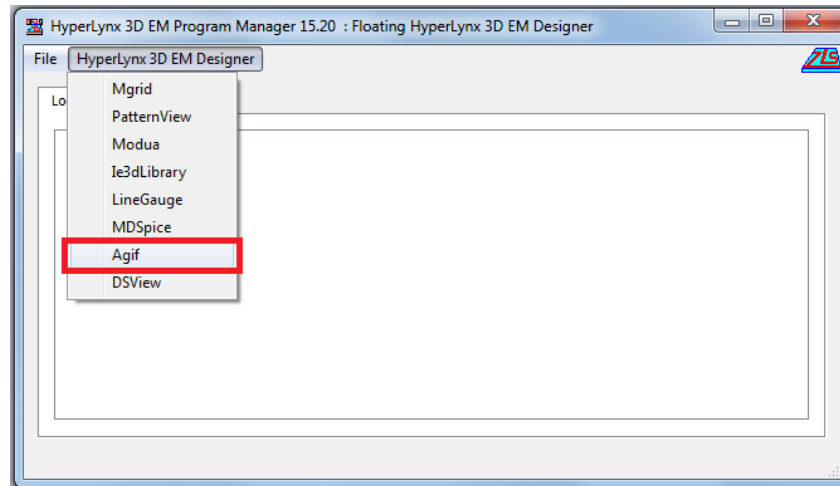 HyperLynx 3D EM Program Manager 15.20 : Floating HyperLynx 3D EM Designer
File HyperLynx 3D EM Designer
Lo
Mgrid
PatternView
Modua
Ie3dLibrary
LineGauge
MDSpice
Agif
DSView